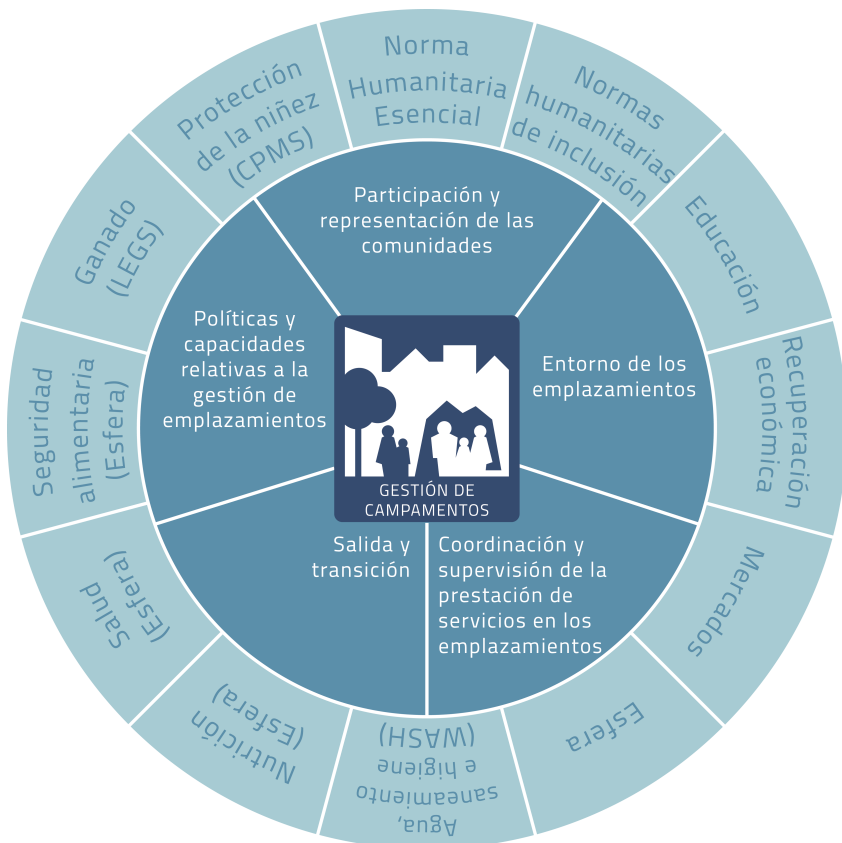 Norma
Humanitaria
Esencial
Normas
humanitarias
de inclusión
Educación
Recuperación
económica
Mercados
Esfera
Agua,
saneamiento
e higiene
(WASH)
Nutrición
(Esfera)
Salud
(Esfera)
Seguridad
alimentaria
(Esfera)
Ganado
(LEGS)
Protección
de la niñez
(CPMS)
Participación y
representación de las
comunidades
Entorno de los
emplazamientos
Coordinación y
supervisión de la
prestación de
servicios en los
emplazamientos
Salida y
transición
Políticas y
capacidades
relativas a la
gestión de
emplazamientos
GESTIÓN DE
CAMPAMENTOS